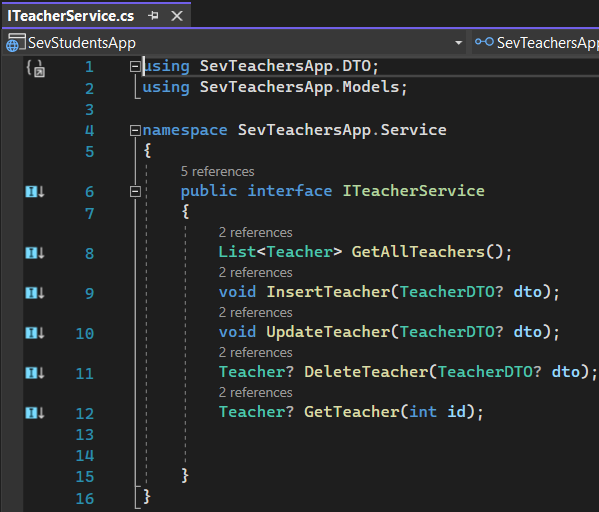 ITeacherService.cs
SevStudentsApp SevTeachersApp
1 using SevTeachersApp.DTO;
2 using SevTeachersApp.Models;
3
4 namespace SevTeachersApp.Service
5 {
5 references
6 public interface ITeacherService
7 {
2 references
8 List<Teacher> GetAllTeachers();
2 references
9 void InsertTeacher(TeacherDTO? dto);
2 references
10 void UpdateTeacher(TeacherDTO? dto);
2 references
11 Teacher? DeleteTeacher(TeacherDTO? dto);
2 references
12 Teacher? GetTeacher(int id);
13
14
15 }
16 }